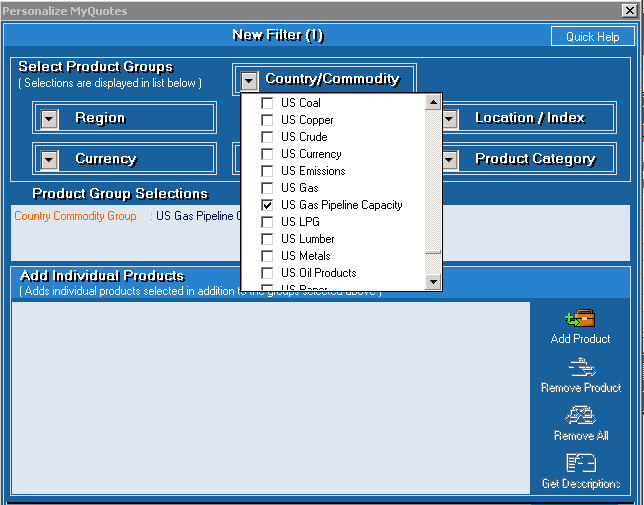 Personalize MyQuotes
New Filter (1)
Quick Help
Select Product Groups
( Selections are displayed in list below )
Country/Commodity
Region
Location / Index
Currency
Product Category
US Coal
US Copper
US Crude
US Currency
US Emissions
US Gas
US Gas Pipeline Capacity
US LPG
US Lumber
US Metals
US Oil Products
US Paper
Product Group Selections
Country Commodity Group : US Gas Pipeline C
Add Individual Products
( Adds individual products selected in addition to the groups selected above )
Add Product
Remove Product
Remove All
Get Descriptions